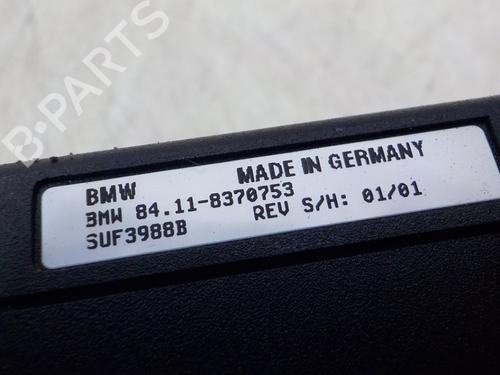 BMW MADE IN GERMANY
BMW 84.11-8370753
SUF3988B REV S/H: 01/01
B-PARTS